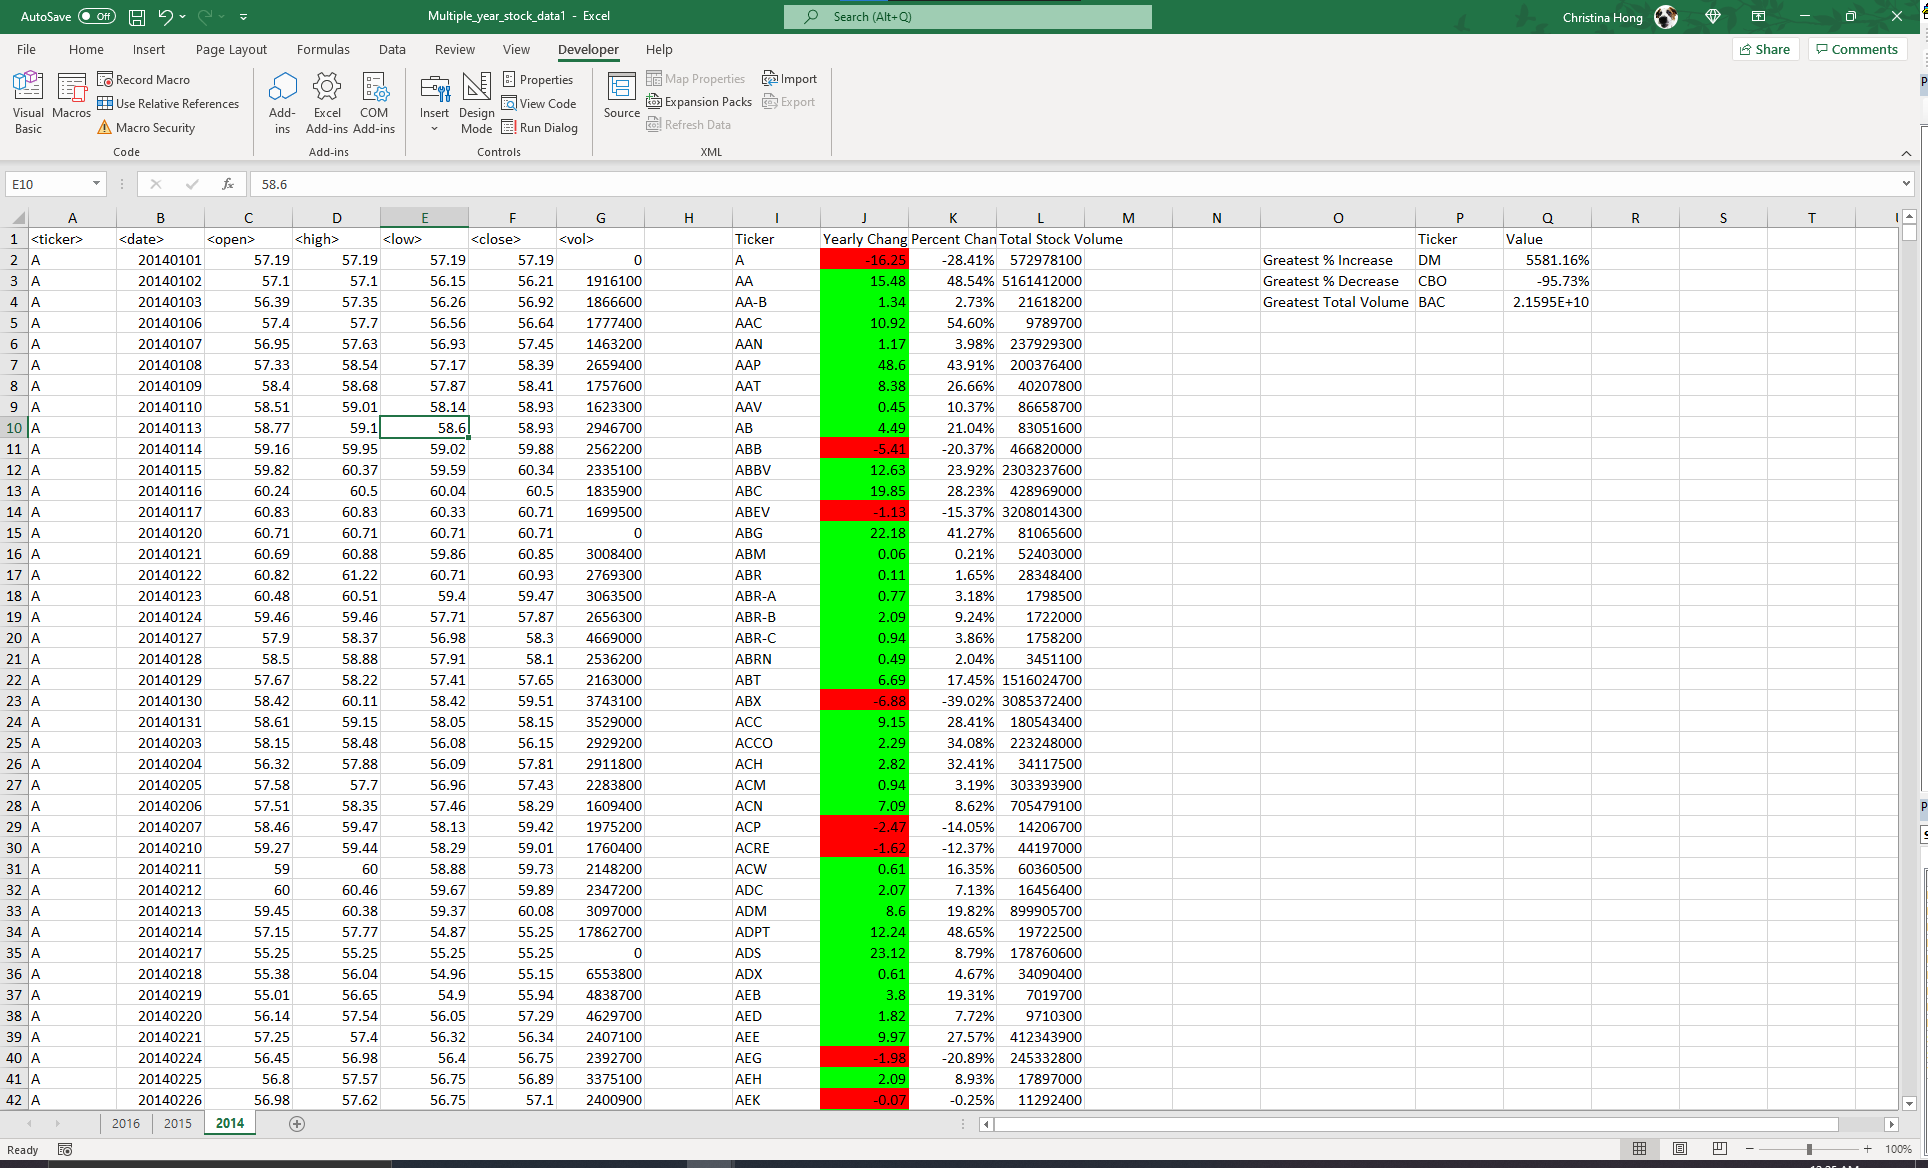 AutoSave Off Multiple_year_stock_data1 - Excel Search (Alt+Q) Christina Hong
File Home Insert Page Layout Formulas Data Review View Developer Help Share Comments
Visual Basic Macros Record Macro Use Relative References Macro Security Code
Add-ins Excel Add-ins COM Add-ins Add-ins
Insert Design Mode Properties View Code Run Dialog Controls
Source Map Properties Expansion Packs Refresh Data Import Export XML
E10 fx 58.6
A B C D E F G H I J K L M N O P Q R S T
1 <ticker> <date> <open> <high> <low> <close> <vol> Ticker Yearly Chang Percent Chan Total Stock Volume Ticker Value
2 A 20140101 57.19 57.19 57.19 57.19 0 A -16.25 -28.41% 572978100 Greatest % Increase DM 5581.16%
3 A 20140102 57.1 57.1 56.15 56.21 1916100 AA 15.48 48.54% 5161412000 Greatest % Decrease CBO -95.73%
4 A 20140103 56.39 57.35 56.26 56.92 1866600 AA-B 1.34 2.73% 21618200 Greatest Total Volume BAC 2.1595E+10
5 A 20140106 57.4 57.7 56.56 56.64 1777400 AAC 10.92 54.60% 9789700
6 A 20140107 56.95 57.63 56.93 57.45 1463200 AAN 1.17 3.98% 237929300
7 A 20140108 57.33 58.54 57.17 58.39 2659400 AAP 48.6 43.91% 200376400
8 A 20140109 58.4 58.68 57.87 58.41 1757600 AAT 8.38 26.66% 40207800
9 A 20140110 58.51 59.01 58.14 58.93 1623300 AAV 0.45 10.37% 86658700
10 A 20140113 58.77 59.1 58.6 58.93 2946700 AB 4.49 21.04% 83051600
11 A 20140114 59.16 59.95 59.02 59.88 2562200 ABB -5.41 -20.37% 466820000
12 A 20140115 59.82 60.37 59.59 60.34 2335100 ABBV 12.63 23.92% 2303237600
13 A 20140116 60.24 60.5 60.04 60.5 1835900 ABC 19.85 28.23% 428969000
14 A 20140117 60.83 60.83 60.33 60.71 1699500 ABEV -1.13 -15.37% 3208014300
15 A 20140120 60.71 60.71 60.71 60.71 0 ABG 22.18 41.27% 81065600
16 A 20140121 60.69 60.88 59.86 60.85 3008400 ABM 0.06 0.21% 52403000
17 A 20140122 60.82 61.22 60.71 60.93 2769300 ABR 0.11 1.65% 28348400
18 A 20140123 60.48 60.51 59.4 59.47 3063500 ABR-A 0.77 3.18% 1798500
19 A 20140124 59.46 59.46 57.71 57.87 2656300 ABR-B 2.09 9.24% 1722000
20 A 20140127 57.9 58.37 56.98 58.3 4669000 ABR-C 0.94 3.86% 1758200
21 A 20140128 58.5 58.88 57.91 58.1 2536200 ABRN 0.49 2.04% 3451100
22 A 20140129 57.67 58.22 57.41 57.65 2163000 ABT 6.69 17.45% 1516024700
23 A 20140130 58.42 60.11 58.42 59.51 3743100 ABX -6.88 -39.02% 3085372400
24 A 20140131 58.61 59.15 58.05 58.15 3529000 ACC 9.15 28.41% 180543400
25 A 20140203 58.15 58.48 56.08 56.15 2929200 ACCO 2.29 34.08% 223248000
26 A 20140204 56.32 57.88 56.09 57.81 2911800 ACH 2.82 32.41% 34117500
27 A 20140205 57.58 57.7 56.96 57.43 2283800 ACM 0.94 3.19% 303393900
28 A 20140206 57.51 58.35 57.46 58.29 1609400 ACN 7.09 8.62% 705479100
29 A 20140207 58.46 59.47 58.13 59.42 1975200 ACP -2.47 -14.05% 14206700
30 A 20140210 59.27 59.44 58.29 59.01 1760400 ACRE -1.62 -12.37% 44197000
31 A 20140211 59 60 58.88 59.73 2148200 ACW 0.61 16.35% 60360500
32 A 20140212 60 60.46 59.67 59.89 2347200 ADC 2.07 7.13% 16456400
33 A 20140213 59.45 60.38 59.37 60.08 3097000 ADM 8.6 19.82% 899905700
34 A 20140214 57.15 57.77 54.87 55.25 17862700 ADPT 12.24 48.65% 19722500
35 A 20140217 55.25 55.25 55.25 55.25 0 ADS 23.12 8.79% 178760600
36 A 20140218 55.38 56.04 54.96 55.15 6553800 ADX 0.61 4.67% 34090400
37 A 20140219 55.01 56.65 54.9 55.94 4838700 AEB 3.8 19.31% 7019700
38 A 20140220 56.14 57.54 56.05 57.29 4629700 AED 1.82 7.72% 9710300
39 A 20140221 57.25 57.4 56.32 56.34 2407100 AEE 9.97 27.57% 412343900
40 A 20140224 56.45 56.98 56.4 56.75 2392700 AEG -1.98 -20.89% 245332800
41 A 20140225 56.8 57.57 56.75 56.89 3375100 AEH 2.09 8.93% 17897000
42 A 20140226 56.98 57.62 56.75 57.1 2400900 AEK -0.07 -0.25% 11292400
2016 2015 2014
Ready 100%